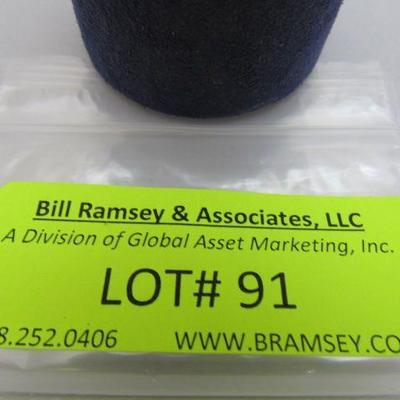 Bill Ramsey & Associates, LLC
A Division of Global Asset Marketing, Inc.
LOT# 91
8.252.0406 WWW.BRAMSEY.CO